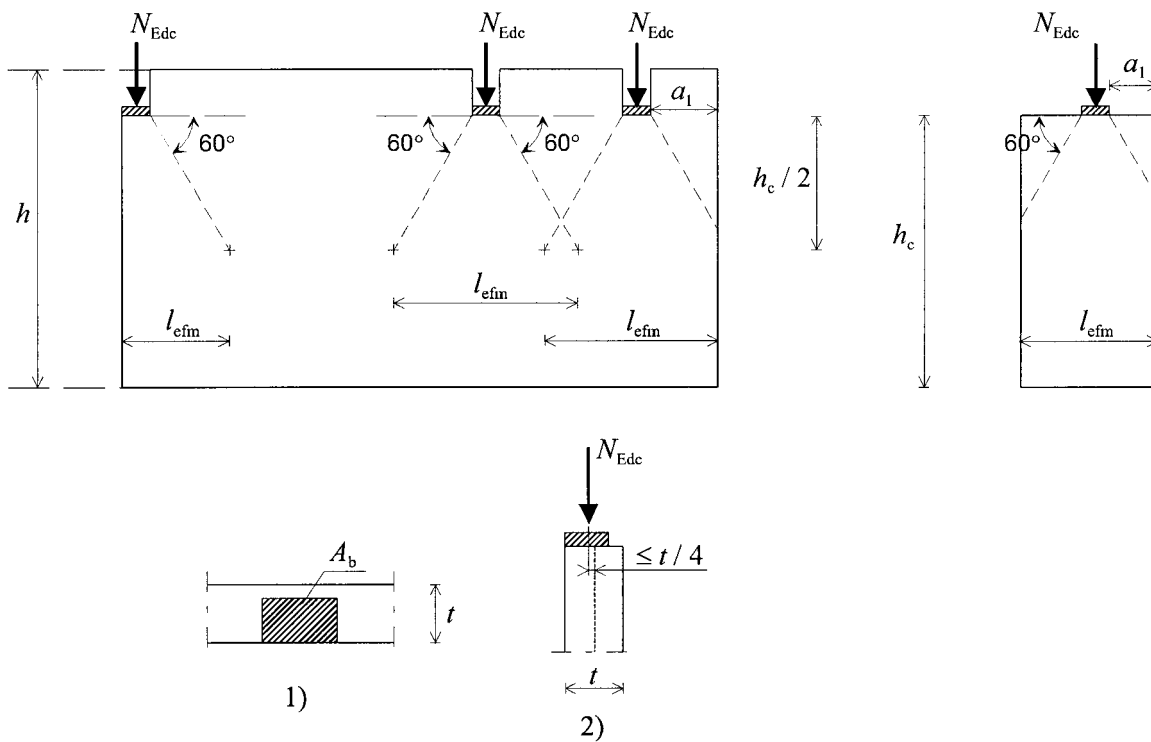 N_Edc
N_Edc
N_Edc
N_Edc
a_1
a_1
60°
60°
60°
60°
h
h_c / 2
h_c
l_efm
l_efm
l_efm
l_efm
N_Edc
A_b
≤ t / 4
t
t
1)
2)